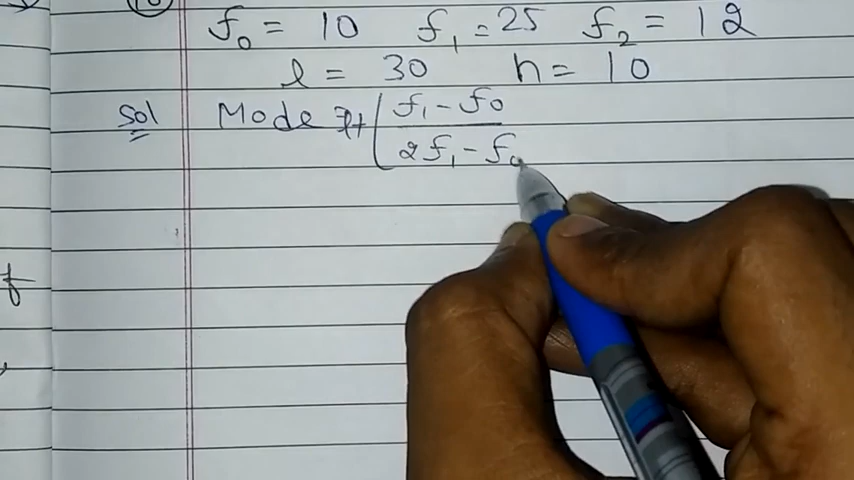 f₀ = 10 f₁ = 25 f₂ = 12
l = 30 h = 10
Sol Mode = l + [ f₁ - f₀
2f₁ - f₀
f